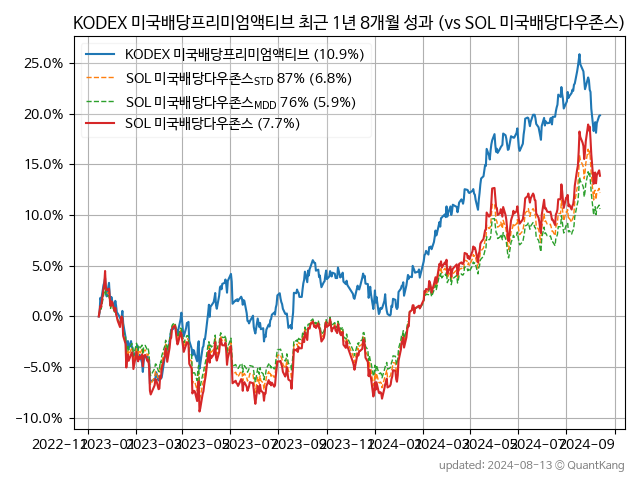 KODEX 미국배당프리미엄액티브 최근 1년 8개월 성과 (vs SOL 미국배당다우존스)
KODEX 미국배당프리미엄액티브 (10.9%)
SOL 미국배당다우존스STD 87% (6.8%)
SOL 미국배당다우존스MDD 76% (5.9%)
SOL 미국배당다우존스 (7.7%)
25.0%
20.0%
15.0%
10.0%
5.0%
0.0%
−5.0%
−10.0%
2022-11 2023-01 2023-03 2023-05 2023-07 2023-09 2023-11 2024-01 2024-03 2024-05 2024-07 2024-09
updated: 2024-08-13 © QuantKang